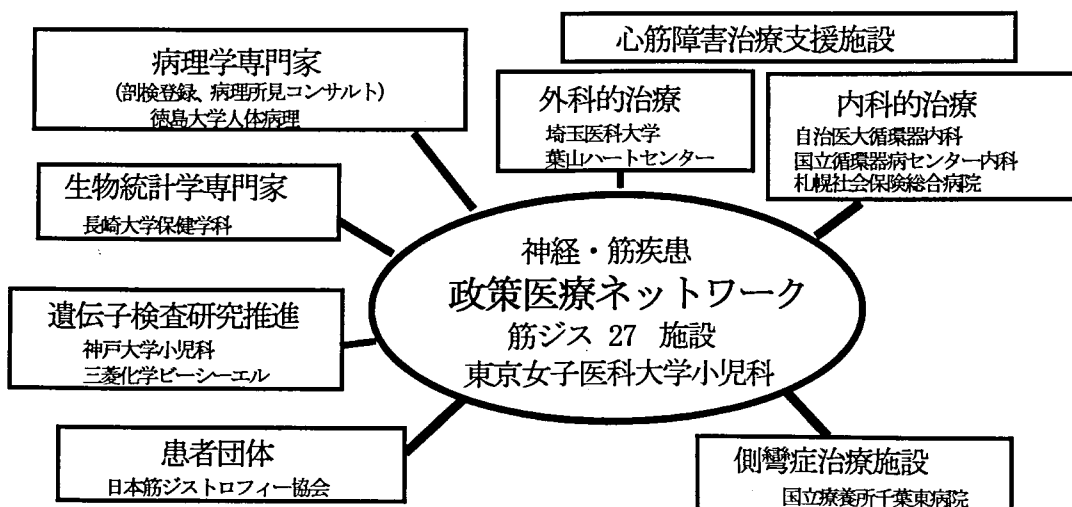 病理学専門家
(剖検登録、病理所見コンサルト)
徳島大学人体病理
心筋障害治療支援施設
外科的治療
埼玉医科大学
葉山ハートセンター
内科的治療
自治医大循環器内科
国立循環器病センター内科
札幌社会保険総合病院
生物統計学専門家
長崎大学保健学科
神経・筋疾患
政策医療ネットワーク
筋ジス 27 施設
東京女子医科大学小児科
遺伝子検査研究推進
神戸大学小児科
三菱化学ビーシーエル
患者団体
日本筋ジストロフィー協会
側彎症治療施設
国立療養所千葉東病院